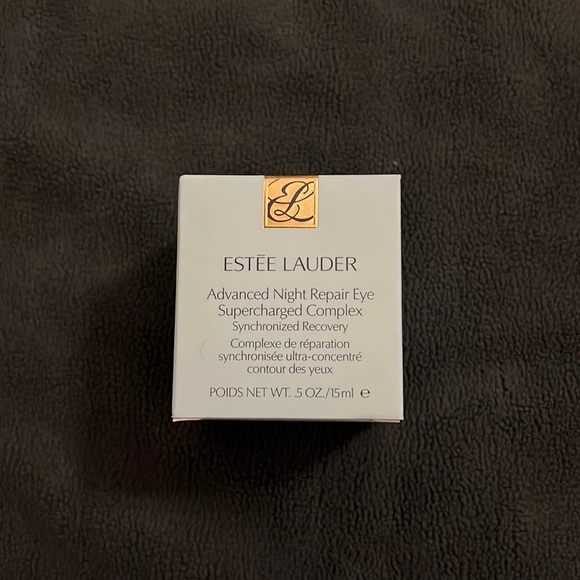 EL
ESTĒE LAUDER
Advanced Night Repair Eye
Supercharged Complex
Synchronized Recovery
Complexe de réparation
synchronisée ultra-concentré
contour des yeux
POIDS NET WT. .5 OZ./15ml ℮